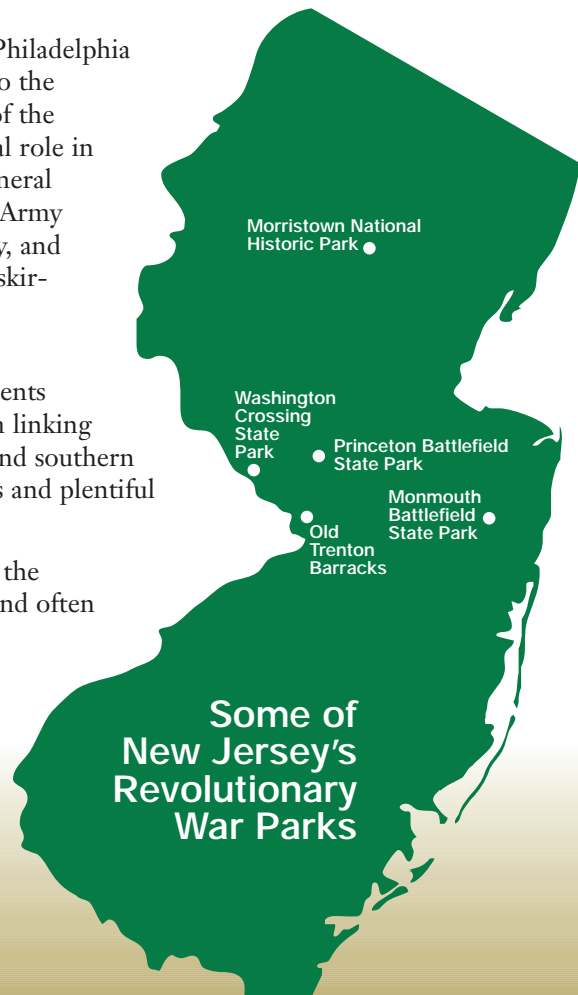 Philadelphia
o the
of the
al role in
neral
Army
y, and
skir-
ents
n linking
nd southern
s and plentiful
the
nd often
Morristown National
Historic Park
Washington
Crossing
State
Park
Princeton Battlefield
State Park
Monmouth
Battlefield
State Park
Old
Trenton
Barracks
Some of
New Jersey's
Revolutionary
War Parks